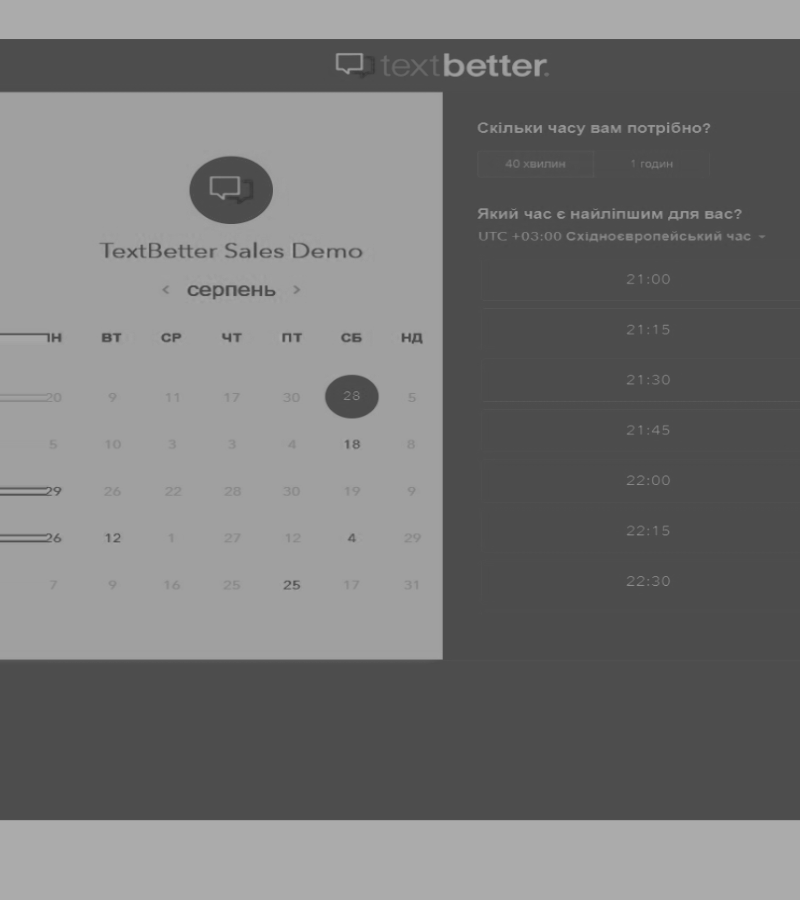 textbetter.
TextBetter Sales Demo
< серпень >
ПН ВТ СР ЧТ ПТ СБ НД
20 9 11 17 30 28 5
5 10 3 3 4 18 8
29 26 22 28 30 19 9
26 12 1 27 12 4 29
7 9 16 25 25 17 31
Скільки часу вам потрібно?
40 хвилин 1 годин
Який час є найліпшим для вас?
UTC +03:00 Східноєвропейський час
21:00
21:15
21:30
21:45
22:00
22:15
22:30